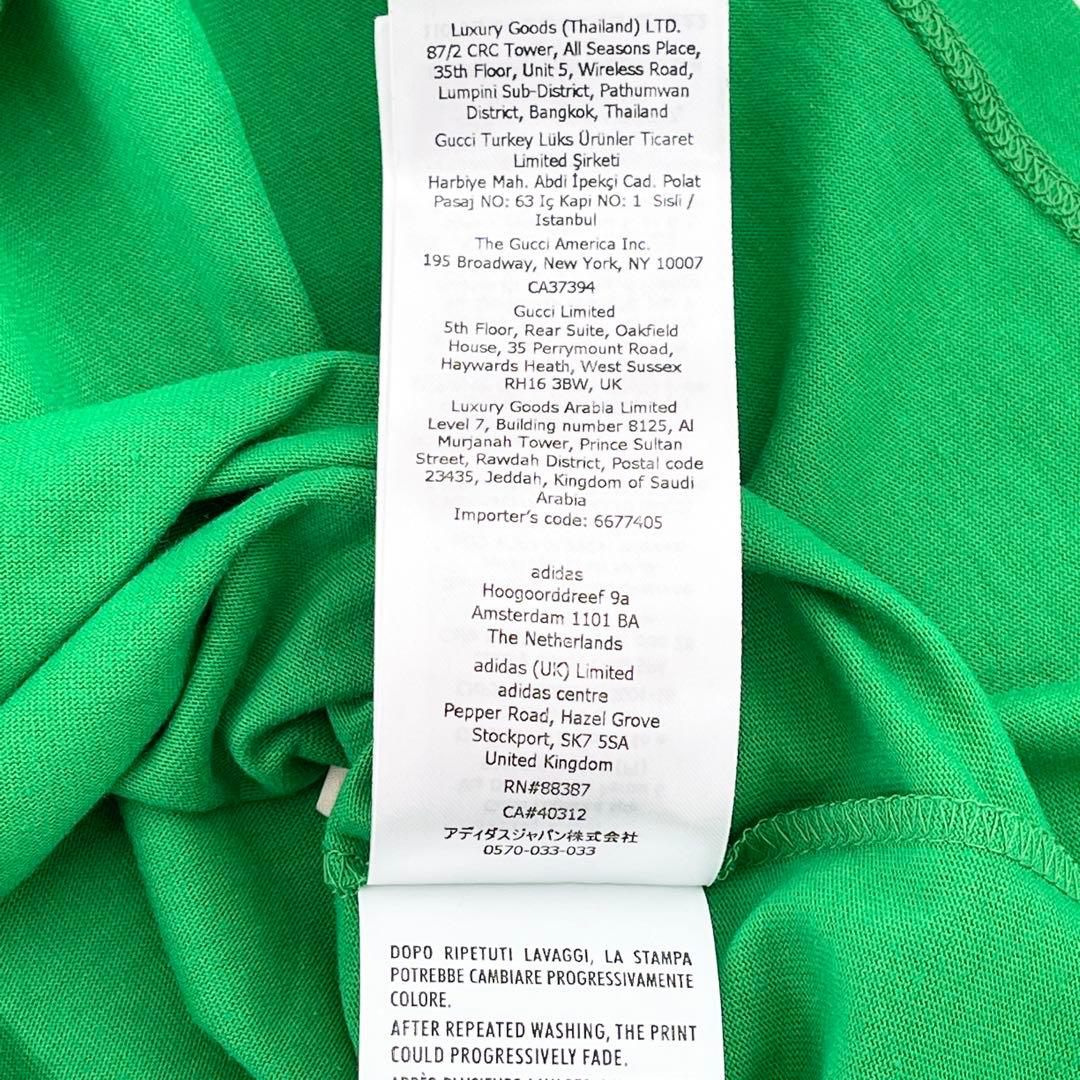 Luxury Goods (Thailand) LTD.
87/2 CRC Tower, All Seasons Place,
35th Floor, Unit 5, Wireless Road,
Lumpini Sub-District, Pathumwan
District, Bangkok, Thailand
Gucci Turkey Lüks Ürünler Ticaret
Limited Şirketi
Harbiye Mah. Abdi İpekçi Cad. Polat
Pasaj NO: 63 İç Kapi NO: 1 Sisli /
Istanbul
The Gucci America Inc.
195 Broadway, New York, NY 10007
CA37394
Gucci Limited
5th Floor, Rear Suite, Oakfield
House, 35 Perrymount Road,
Haywards Heath, West Sussex
RH16 3BW, UK
Luxury Goods Arabia Limited
Level 7, Building number 8125, Al
Murjanah Tower, Prince Sultan
Street, Rawdah District, Postal code
23435, Jeddah, Kingdom of Saudi
Arabia
Importer's code: 6677405
adidas
Hoogoorddreef 9a
Amsterdam 1101 BA
The Netherlands
adidas (UK) Limited
adidas centre
Pepper Road, Hazel Grove
Stockport, SK7 5SA
United Kingdom
RN#88387
CA#40312
アディダスジャパン株式会社
0570-033-033
DOPO RIPETUTI LAVAGGI, LA STAMPA
POTREBBE CAMBIARE PROGRESSIVAMENTE
COLORE.
AFTER REPEATED WASHING, THE PRINT
COULD PROGRESSIVELY FADE.